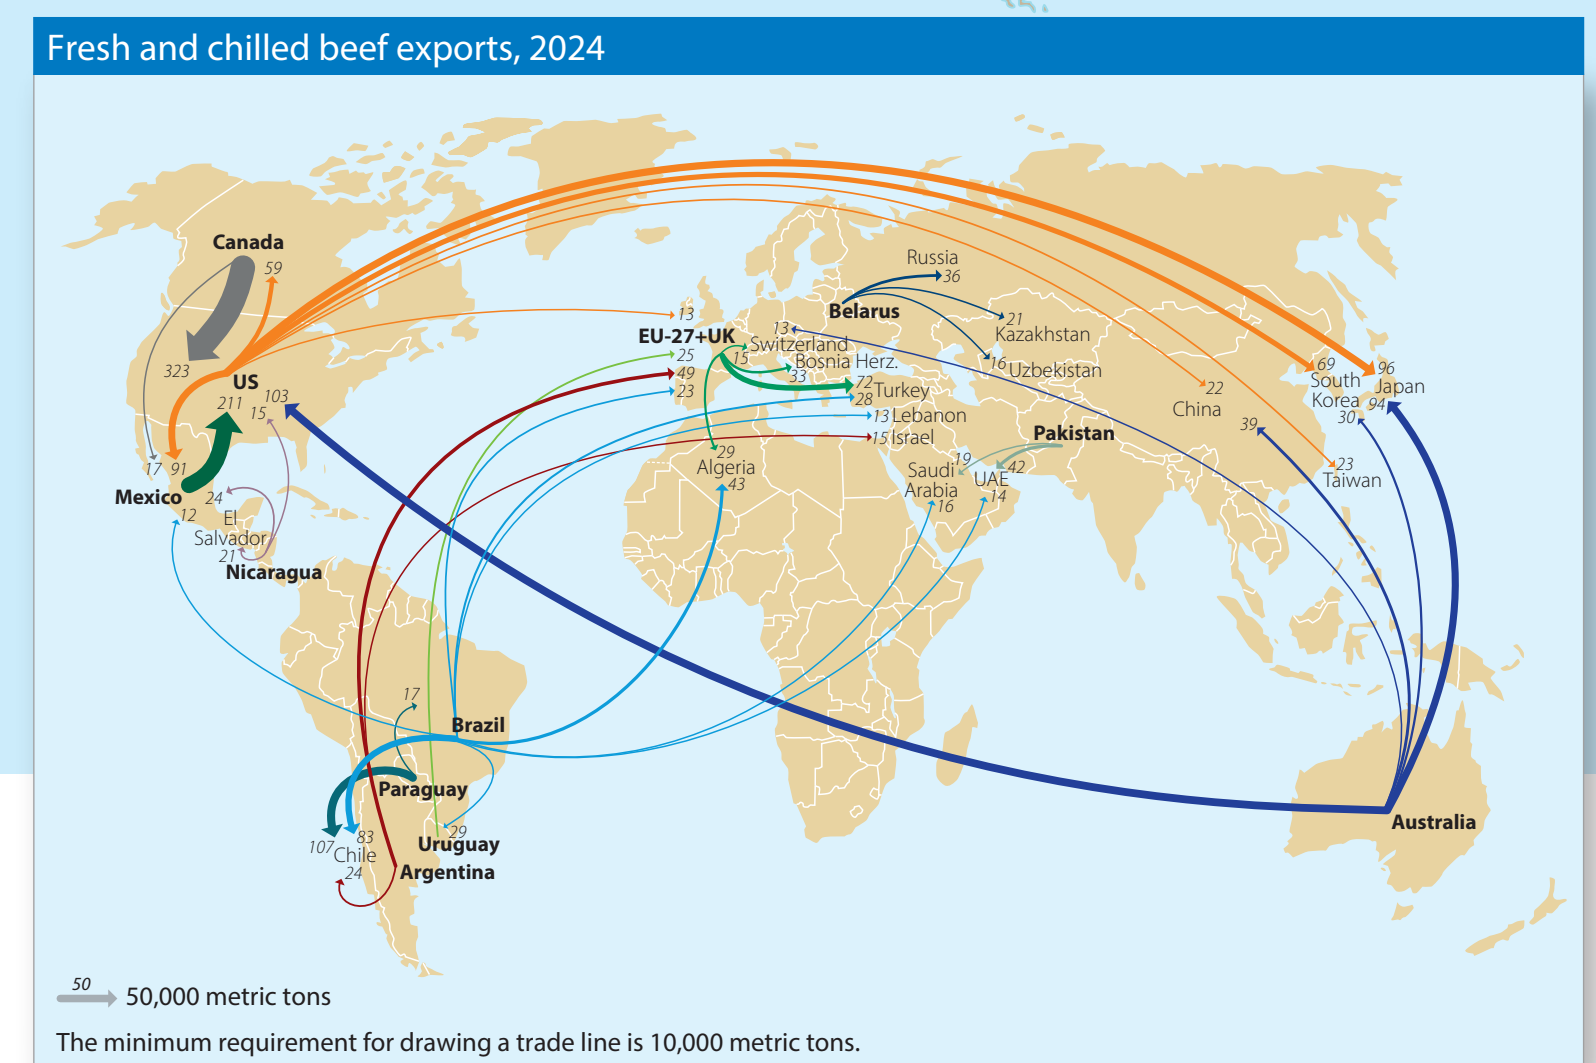 Fresh and chilled beef exports, 2024
Canada
59
Russia
36
13
Belarus
13
21
EU-27+UK
Kazakhstan
Switzerland
25
15
Bosnia Herz.
16
Uzbekistan
323
49
33
69
96
US
72
Turkey
22
South
Korea
Japan
103
23
28
China
94
211
15
13
Lebanon
30
39
15
Israel
Pakistan
17
91
29
Algeria
19
42
23
Taiwan
Saudi
Arabia
UAE
Mexico
24
43
16
14
12
El
Salvador
21
Nicaragua
17
Brazil
Paraguay
107
83
29
Chile
Uruguay
24
Argentina
Australia
50
50,000 metric tons
The minimum requirement for drawing a trade line is 10,000 metric tons.